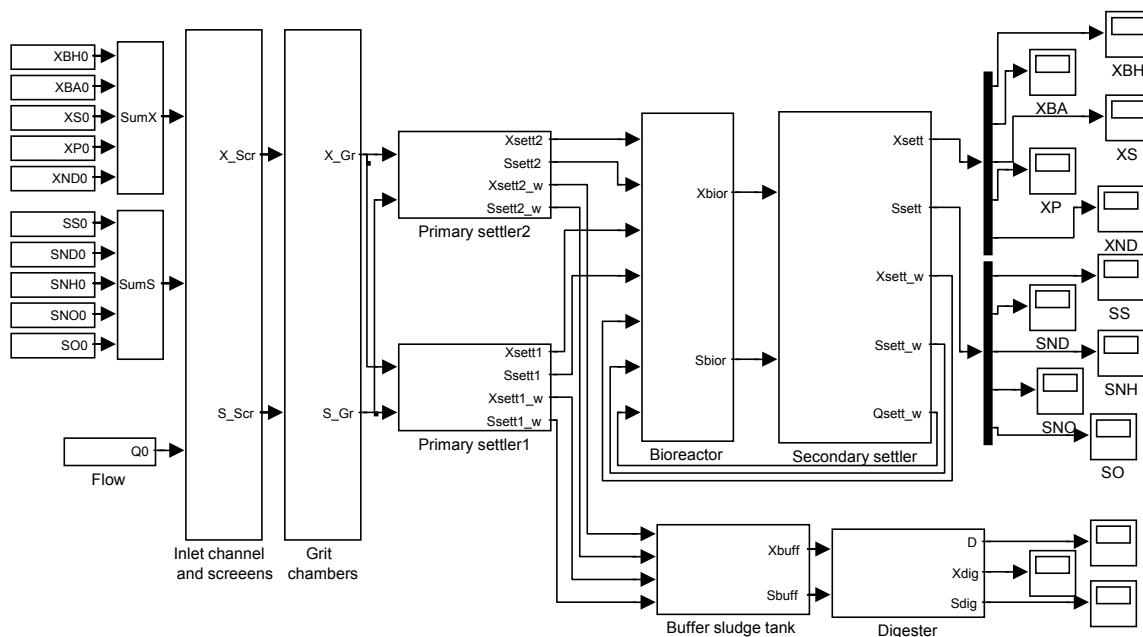 XBH0
XBA0
XS0
XP0
XND0
SumX
SS0
SND0
SNH0
SNO0
SO0
SumS
Q0
Flow
X_Scr
S_Scr
Inlet channel
and screeens
X_Gr
S_Gr
Grit
chambers
Xsett2
Ssett2
Xsett2_w
Ssett2_w
Primary settler2
Xsett1
Ssett1
Xsett1_w
Ssett1_w
Primary settler1
Xbior
Sbior
Bioreactor
Xsett
Ssett
Xsett_w
Ssett_w
Qsett_w
Secondary settler
XBH
XBA
XS
XP
XND
SS
SND
SNH
SNO
SO
Xbuff
Sbuff
Buffer sludge tank
D
Xdig
Sdig
Digester